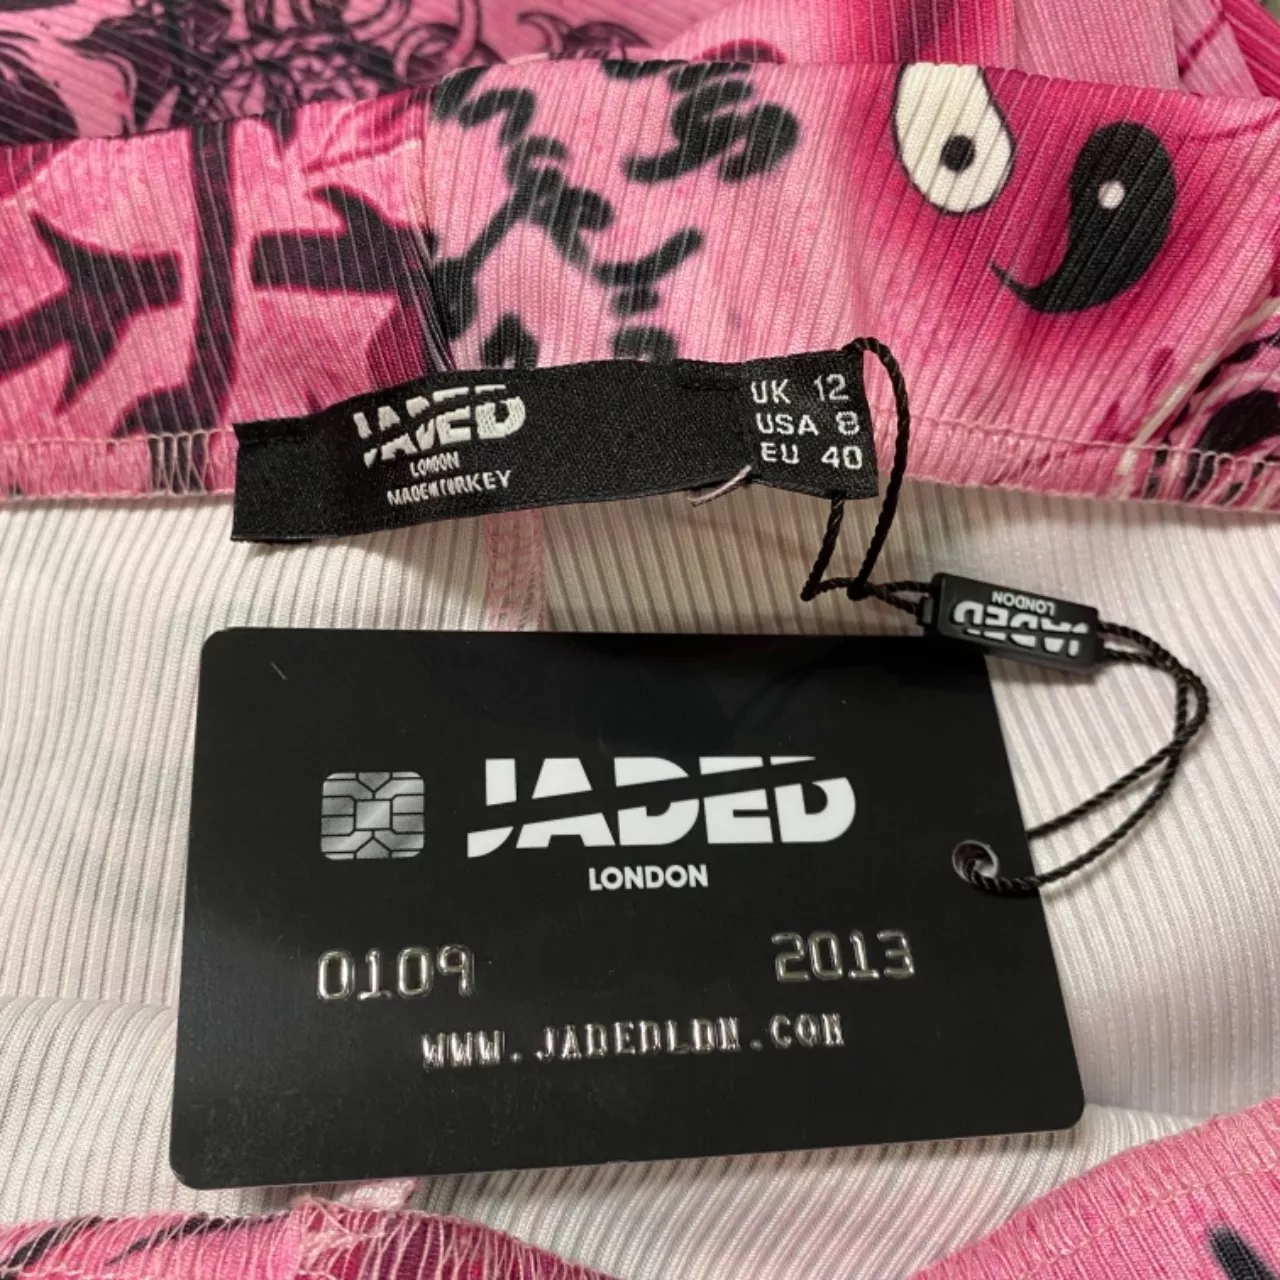 JADED
LONDON
MADE IN TURKEY
UK 12
USA 8
EU 40
JADED
LONDON
JADED
LONDON
0109 2013
WWW.JADEDLDN.COM